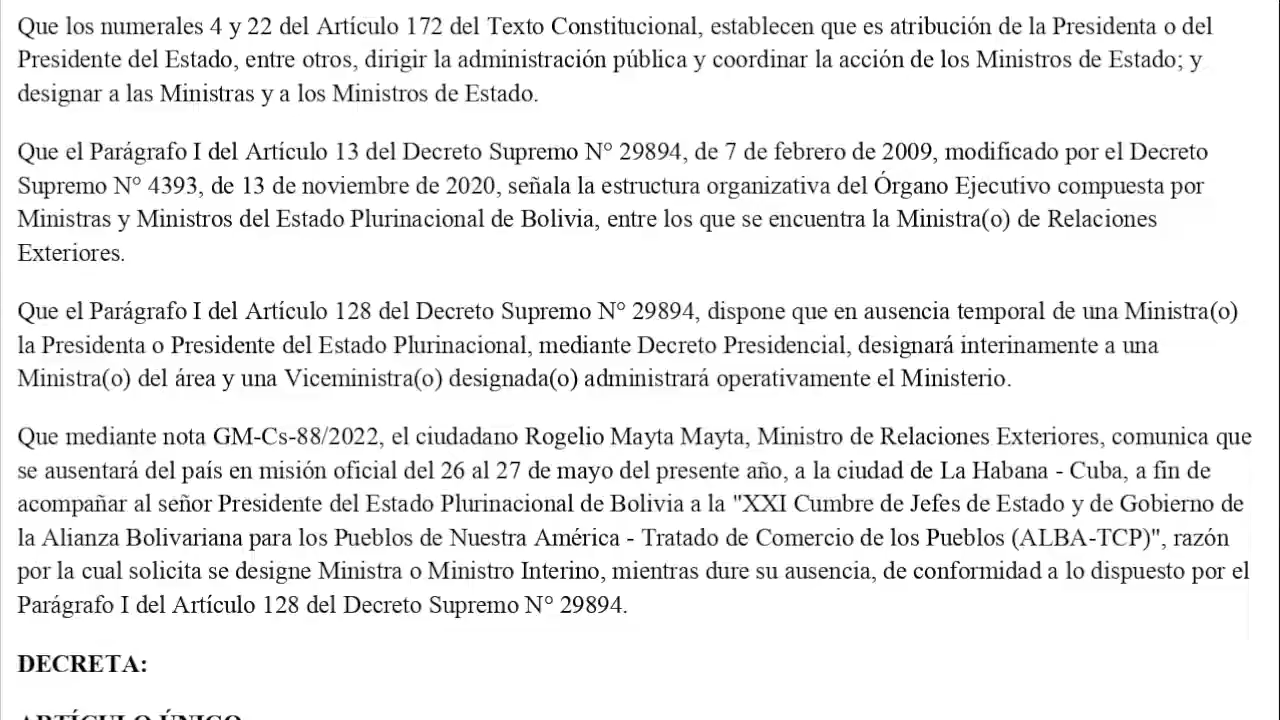 Que los numerales 4 y 22 del Artículo 172 del Texto Constitucional, establecen que es atribución de la Presidenta o del
Presidente del Estado, entre otros, dirigir la administración pública y coordinar la acción de los Ministros de Estado; y
designar a las Ministras y a los Ministros de Estado.
Que el Parágrafo I del Artículo 13 del Decreto Supremo N° 29894, de 7 de febrero de 2009, modificado por el Decreto
Supremo N° 4393, de 13 de noviembre de 2020, señala la estructura organizativa del Órgano Ejecutivo compuesta por
Ministras y Ministros del Estado Plurinacional de Bolivia, entre los que se encuentra la Ministra(o) de Relaciones
Exteriores.
Que el Parágrafo I del Artículo 128 del Decreto Supremo N° 29894, dispone que en ausencia temporal de una Ministra(o)
la Presidenta o Presidente del Estado Plurinacional, mediante Decreto Presidencial, designará interinamente a una
Ministra(o) del área y una Viceministra(o) designada(o) administrará operativamente el Ministerio.
Que mediante nota GM-Cs-88/2022, el ciudadano Rogelio Mayta Mayta, Ministro de Relaciones Exteriores, comunica que
se ausentará del país en misión oficial del 26 al 27 de mayo del presente año, a la ciudad de La Habana - Cuba, a fin de
acompañar al señor Presidente del Estado Plurinacional de Bolivia a la "XXI Cumbre de Jefes de Estado y de Gobierno de
la Alianza Bolivariana para los Pueblos de Nuestra América - Tratado de Comercio de los Pueblos (ALBA-TCP)", razón
por la cual solicita se designe Ministra o Ministro Interino, mientras dure su ausencia, de conformidad a lo dispuesto por el
Parágrafo I del Artículo 128 del Decreto Supremo N° 29894.
DECRETA:
ARTÍCULO ÚNICO